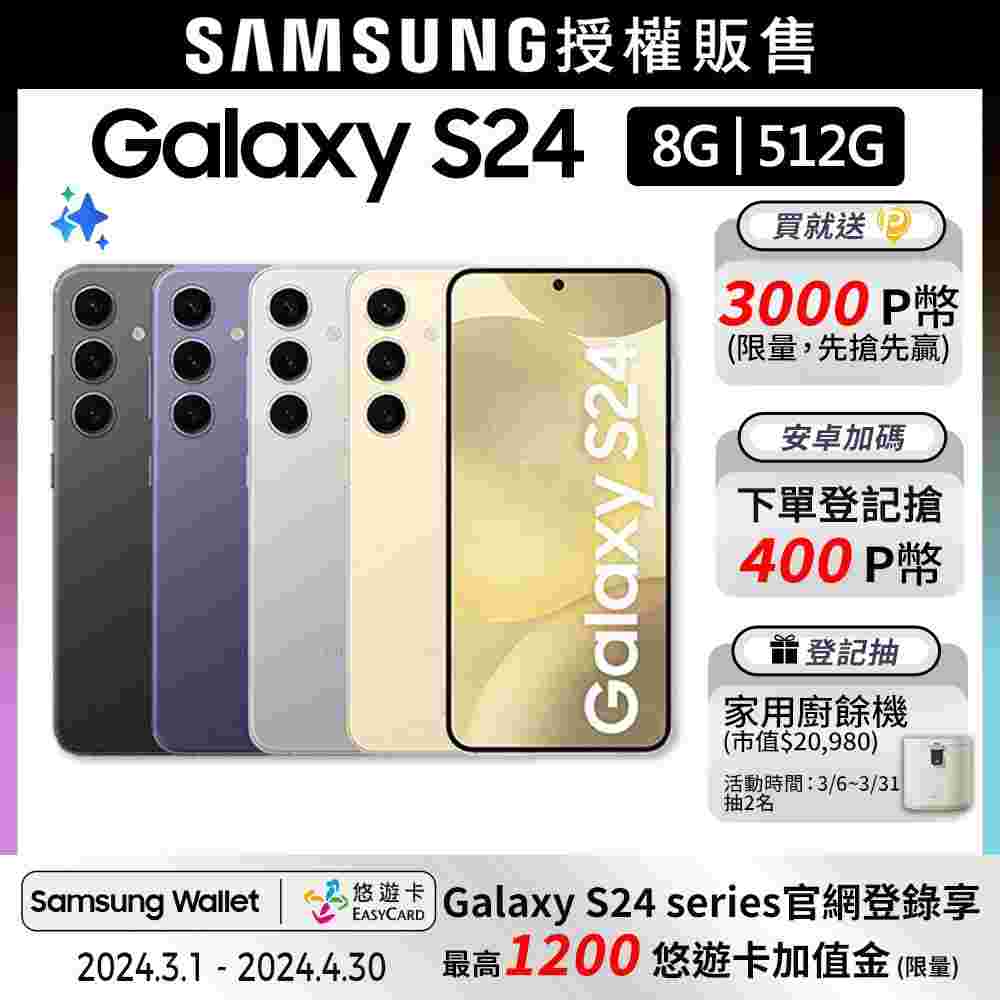 SAMSUNG授權販售
Galaxy S24
8G | 512G
買就送 P
3000 P幣
(限量，先搶先贏)
安卓加碼
下單登記搶
400 P幣
登記抽
家用廚餘機
(市值$20,980)
活動時間：3/6~3/31
抽2名
Galaxy S24
Samsung Wallet
悠遊卡
EASYCARD
2024.3.1 - 2024.4.30
Galaxy S24 series官網登錄享
最高1200 悠遊卡加值金 (限量)